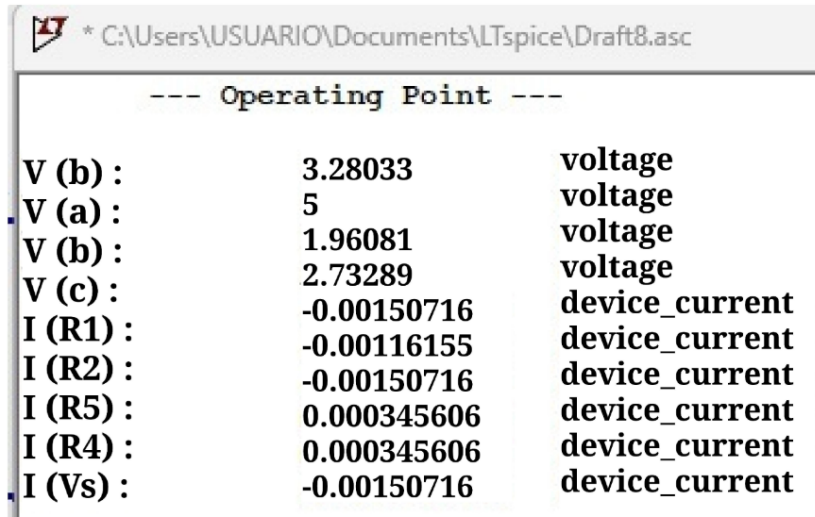 * C:\Users\USUARIO\Documents\LTspice\Draft8.asc
--- Operating Point ---
V (b) : 3.28033 voltage
V (a) : 5 voltage
V (b) : 1.96081 voltage
V (c) : 2.73289 voltage
I (R1) : -0.00150716 device_current
I (R2) : -0.00116155 device_current
I (R5) : -0.00150716 device_current
I (R4) : 0.000345606 device_current
0.000345606 device_current
I (Vs) : -0.00150716 device_current